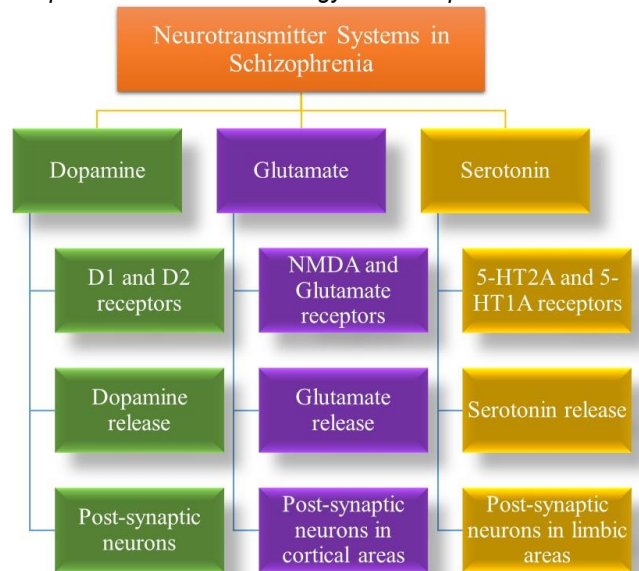 Neurotransmitter Systems in
Schizophrenia
Dopamine
Glutamate
Serotonin
D1 and D2
receptors
NMDA and
Glutamate
receptors
5-HT2A and 5-
HT1A receptors
Dopamine
release
Glutamate
release
Serotonin release
Post-synaptic
neurons
Post-synaptic
neurons in
cortical areas
Post-synaptic
neurons in limbic
areas